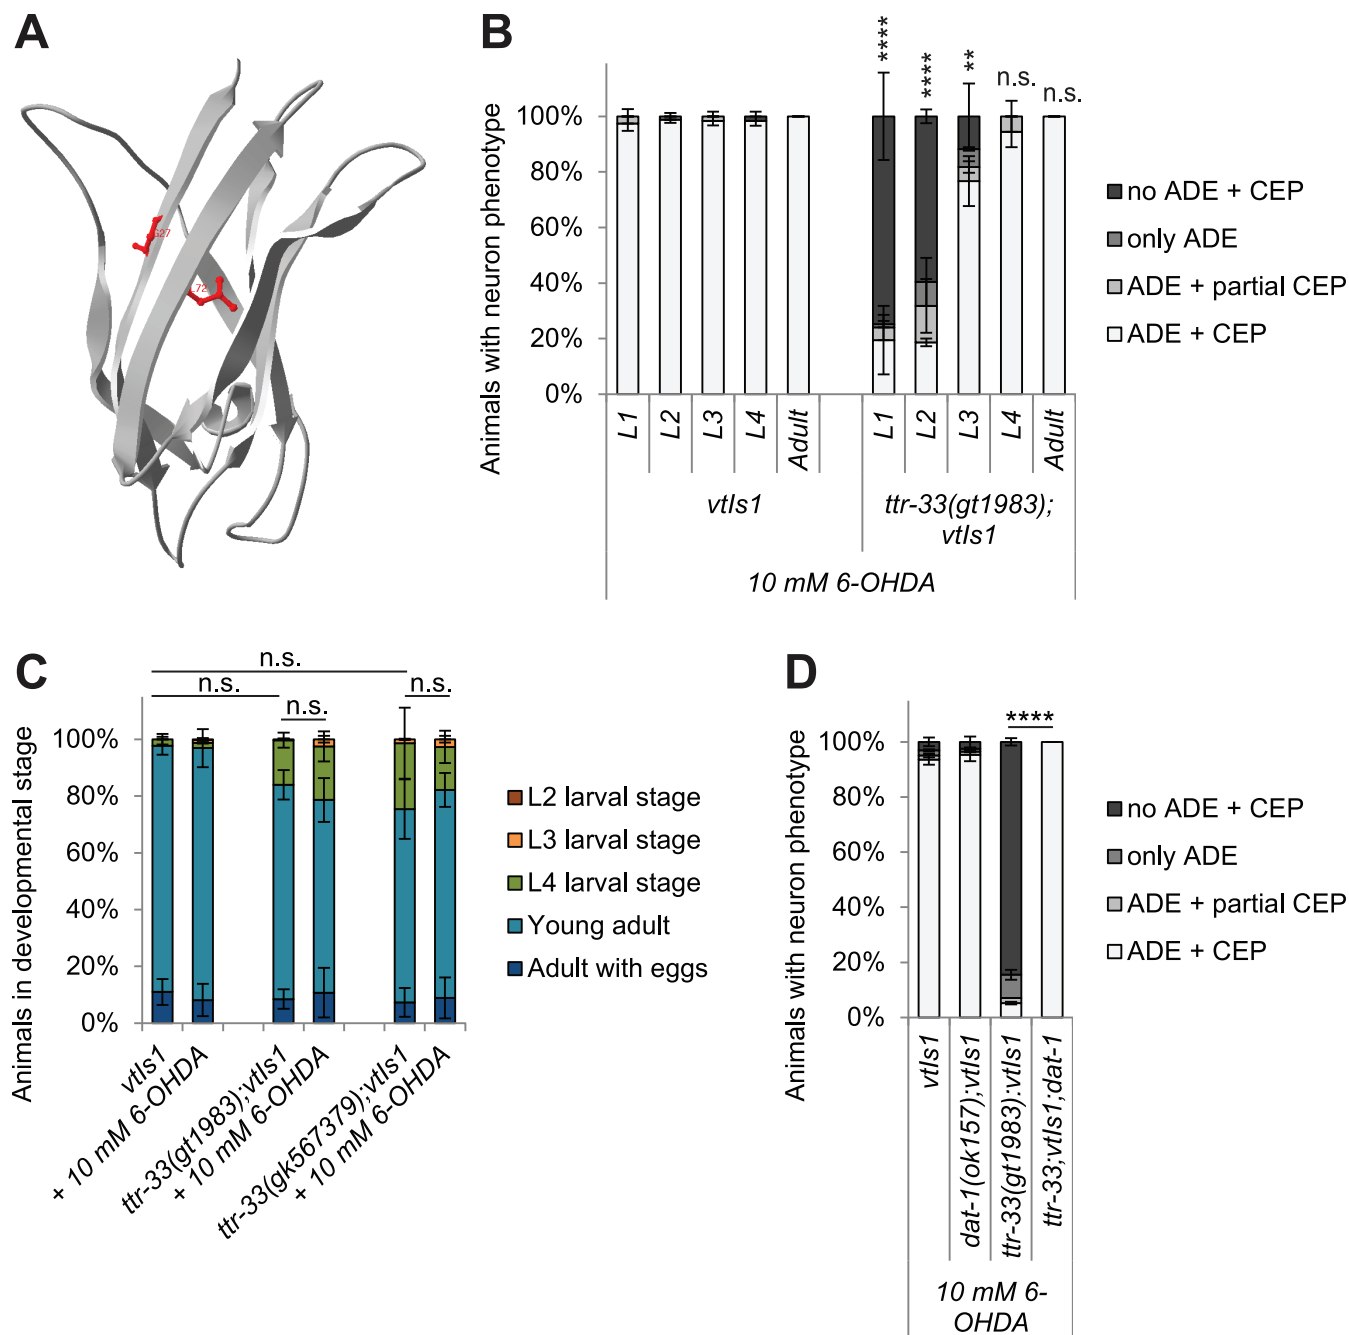 A
G27
L72
B
Animals with neuron phenotype
100%
80%
60%
40%
20%
0%
****
****
**
n.s.
n.s.
L1
L2
L3
L4
Adult
L1
L2
L3
L4
Adult
vtIs1
ttr-33(gt1983);
vtIs1
10 mM 6-OHDA
no ADE + CEP
only ADE
ADE + partial CEP
ADE + CEP
C
Animals in developmental stage
n.s.
n.s.
n.s.
n.s.
100%
80%
60%
40%
20%
0%
vtIs1
+ 10 mM 6-OHDA
ttr-33(gt1983);vtIs1
+ 10 mM 6-OHDA
ttr-33(gk567379);vtIs1
+ 10 mM 6-OHDA
L2 larval stage
L3 larval stage
L4 larval stage
Young adult
Adult with eggs
D
Animals with neuron phenotype
****
100%
80%
60%
40%
20%
0%
vtIs1
dat-1(ok157);vtIs1
ttr-33(gt1983):vtIs1
ttr-33;vtIs1;dat-1
10 mM 6-
OHDA
no ADE + CEP
only ADE
ADE + partial CEP
ADE + CEP